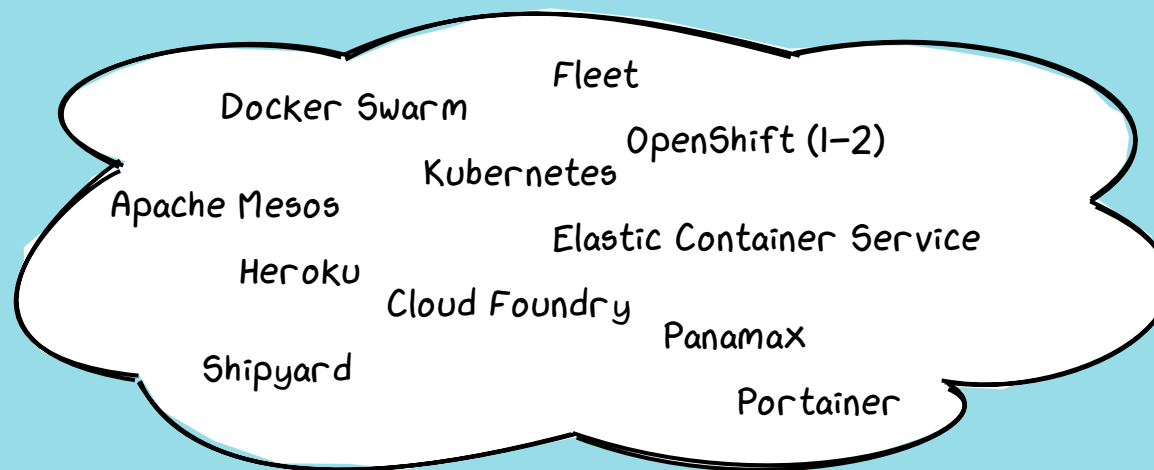 Fleet
Docker Swarm
OpenShift (1-2)
Kubernetes
Apache Mesos
Elastic Container Service
Heroku
Cloud Foundry
Panamax
Shipyard
Portainer